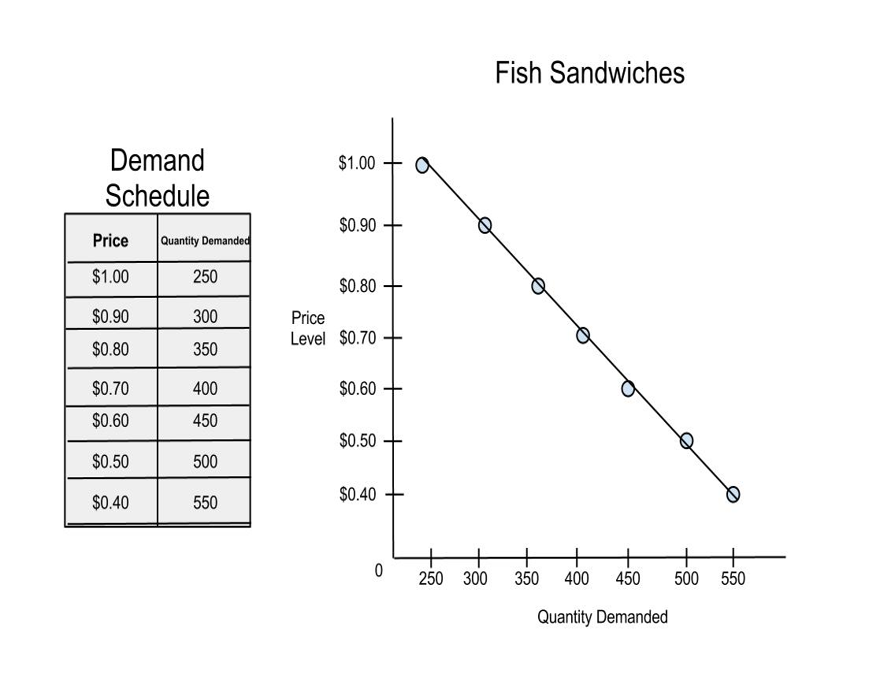 Fish Sandwiches
Demand
Schedule
Price Quantity Demanded
$1.00 250
$0.90 300
$0.80 350
$0.70 400
$0.60 450
$0.50 500
$0.40 550
Price
Level
$1.00
$0.90
$0.80
$0.70
$0.60
$0.50
$0.40
0 250 300 350 400 450 500 550
Quantity Demanded